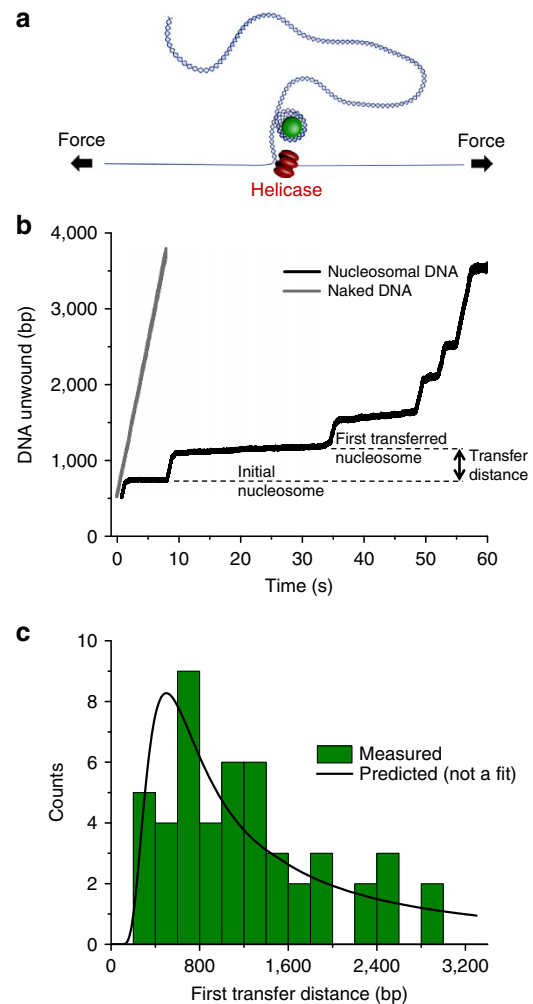 a
Force
Force
Helicase
b
4,000
3,000
2,000
1,000
0
DNA unwound (bp)
Nucleosomal DNA
Naked DNA
First transferred
nucleosome
Initial
nucleosome
Transfer
distance
0 10 20 30 40 50 60
Time (s)
c
10
8
6
4
2
0
Counts
Measured
Predicted (not a fit)
0 800 1,600 2,400 3,200
First transfer distance (bp)